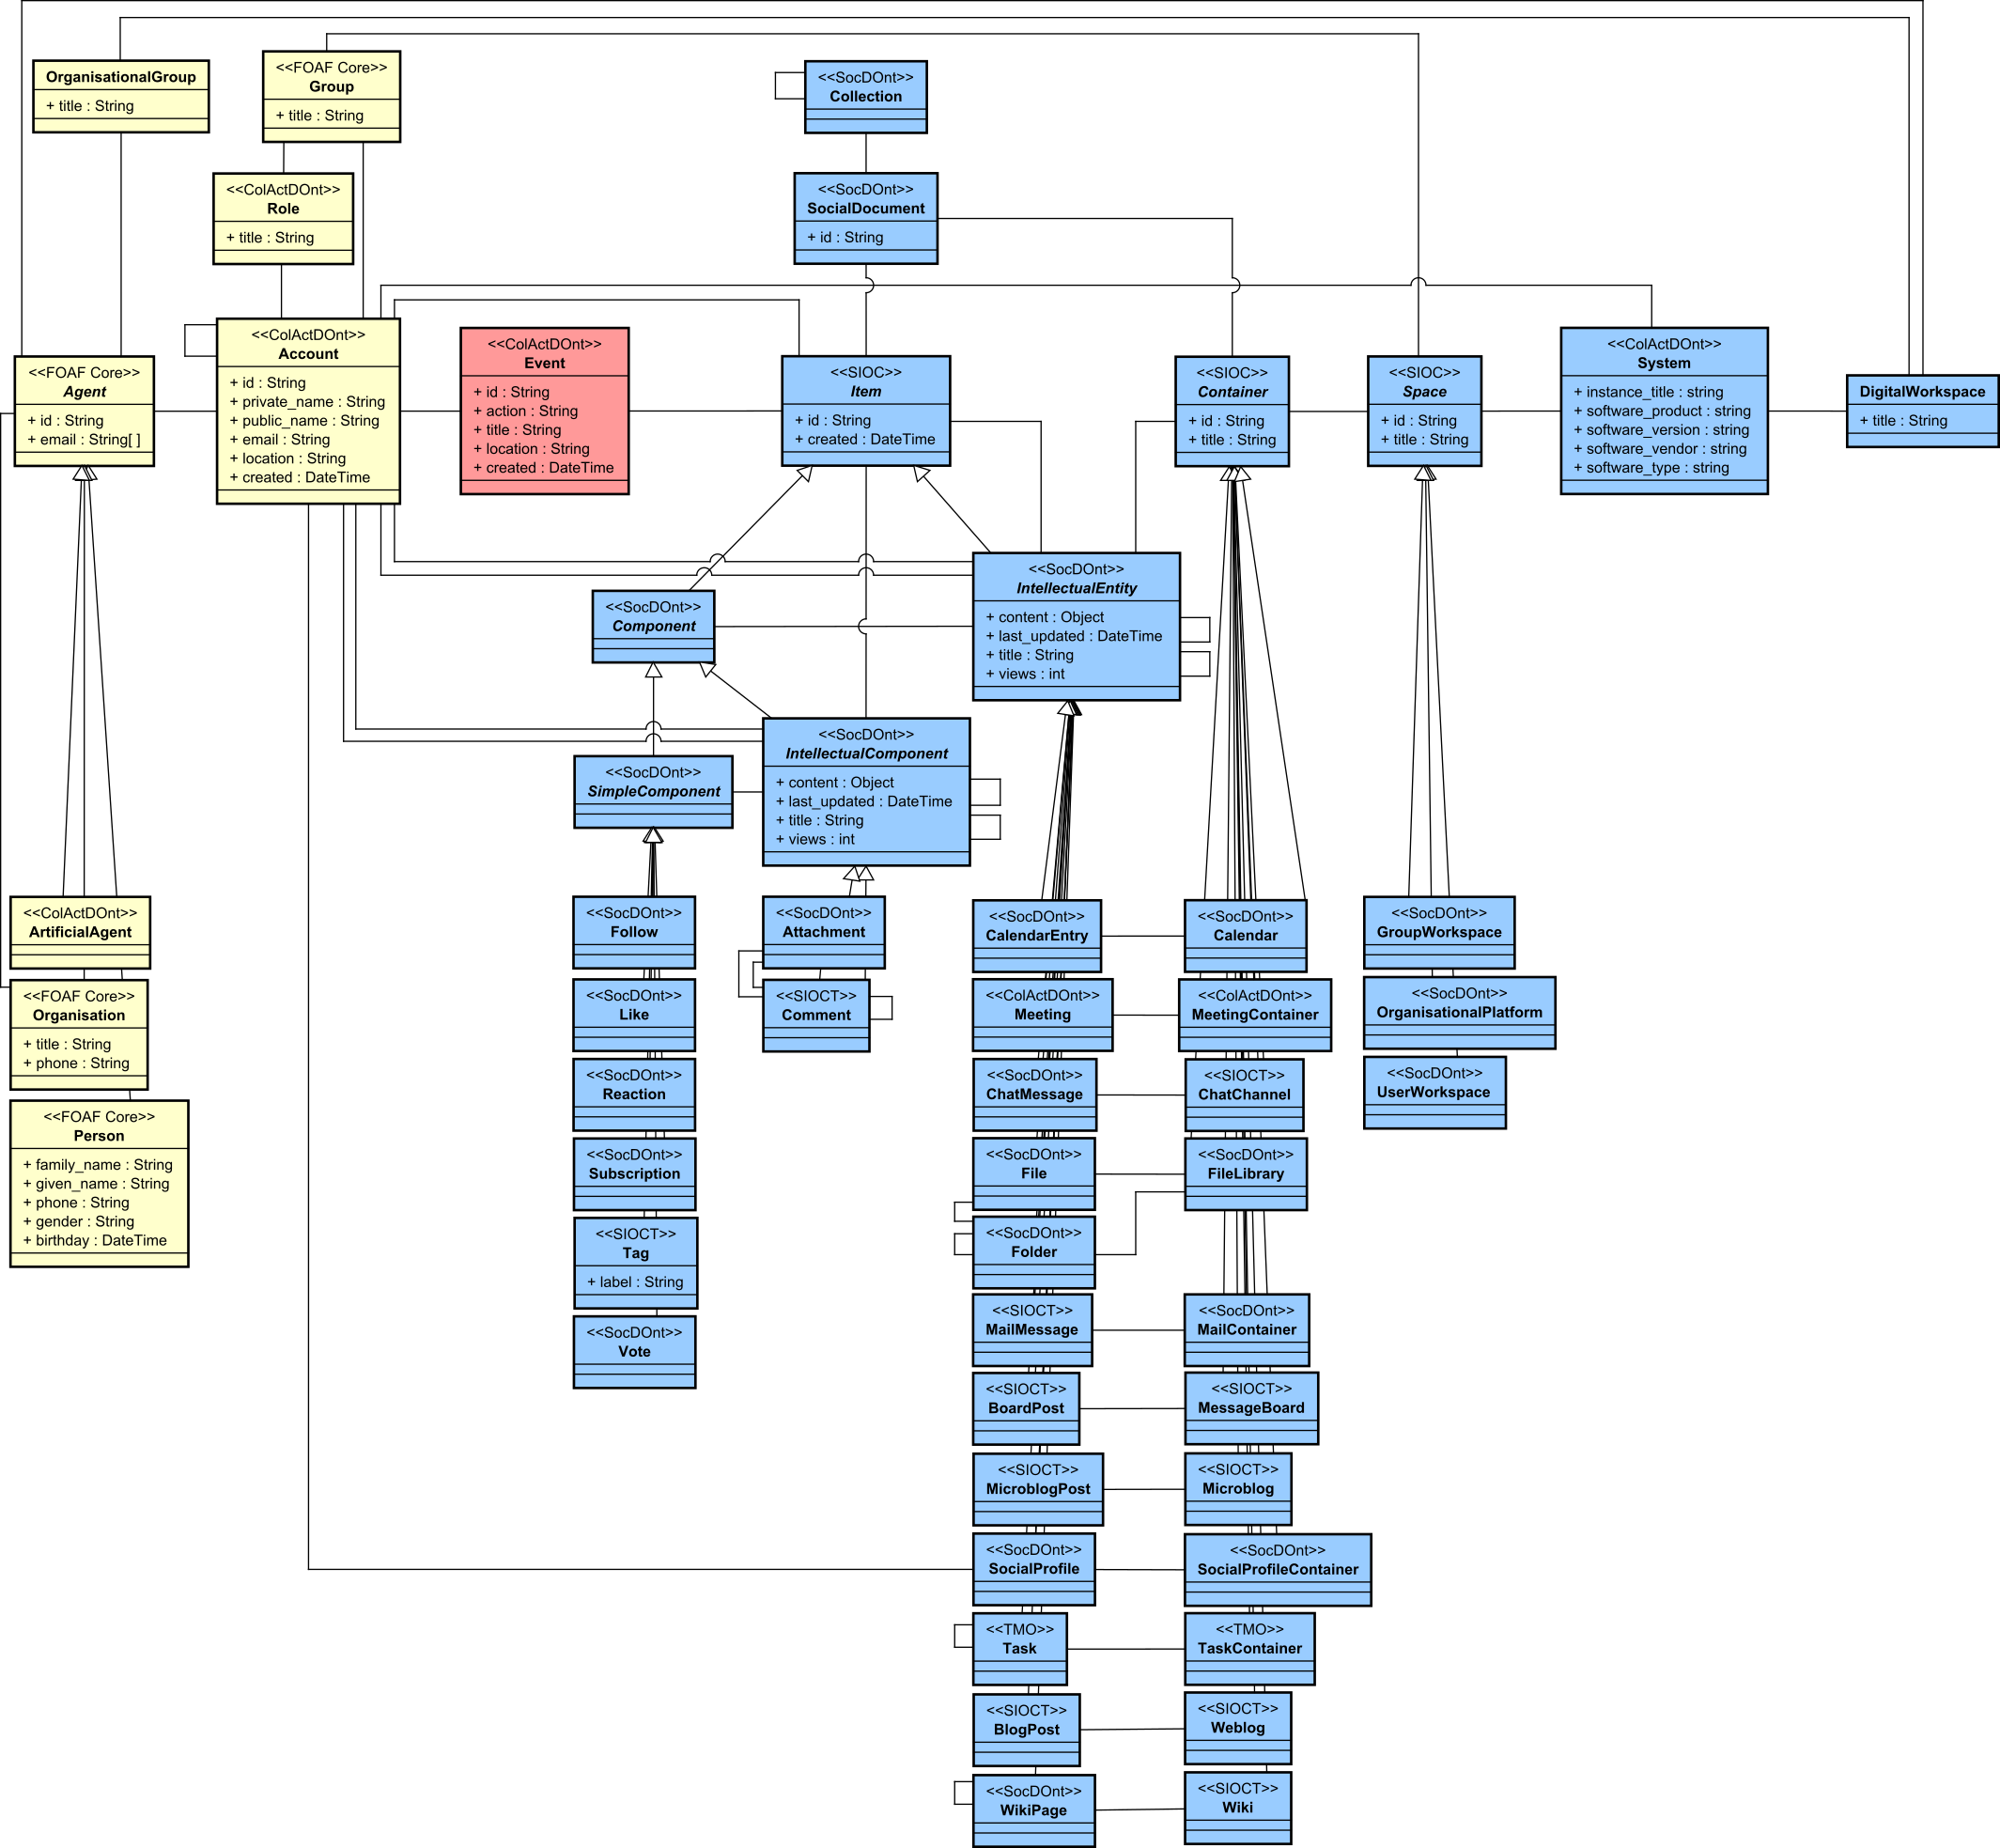 OrganisationalGroup
+ title : String
<<FOAF Core>>
Group
+ title : String
<<SocDOnt>>
Collection
<<ColActDOnt>>
Role
+ title : String
<<SocDOnt>>
SocialDocument
+ id : String
<<FOAF Core>>
Agent
+ id : String
+ email : String[ ]
<<ColActDOnt>>
Account
+ id : String
+ private_name : String
+ public_name : String
+ email : String
+ location : String
+ created : DateTime
<<ColActDOnt>>
Event
+ id : String
+ action : String
+ title : String
+ location : String
+ created : DateTime
<<SIOC>>
Item
+ id : String
+ created : DateTime
<<SIOC>>
Container
+ id : String
+ title : String
<<SIOC>>
Space
+ id : String
+ title : String
<<ColActDOnt>>
System
+ instance_title : string
+ software_product : string
+ software_version : string
+ software_vendor : string
+ software_type : string
DigitalWorkspace
+ title : String
<<SocDOnt>>
Component
<<SocDOnt>>
IntellectualEntity
+ content : Object
+ last_updated : DateTime
+ title : String
+ views : int
<<SocDOnt>>
SimpleComponent
<<SocDOnt>>
IntellectualComponent
+ content : Object
+ last_updated : DateTime
+ title : String
+ views : int
<<ColActDOnt>>
ArtificialAgent
<<FOAF Core>>
Organisation
+ title : String
+ phone : String
<<FOAF Core>>
Person
+ family_name : String
+ given_name : String
+ phone : String
+ gender : String
+ birthday : DateTime
<<SocDOnt>>
Follow
<<SocDOnt>>
Like
<<SocDOnt>>
Reaction
<<SocDOnt>>
Subscription
<<SIOCT>>
Tag
+ label : String
<<SocDOnt>>
Vote
<<SocDOnt>>
Attachment
<<SIOCT>>
Comment
<<SocDOnt>>
CalendarEntry
<<ColActDOnt>>
Meeting
<<SocDOnt>>
ChatMessage
<<SocDOnt>>
File
<<SocDOnt>>
Folder
<<SIOCT>>
MailMessage
<<SIOCT>>
BoardPost
<<SIOCT>>
MicroblogPost
<<SocDOnt>>
SocialProfile
<<TMO>>
Task
<<SIOCT>>
BlogPost
<<SocDOnt>>
WikiPage
<<SocDOnt>>
Calendar
<<ColActDOnt>>
MeetingContainer
<<SIOCT>>
ChatChannel
<<SocDOnt>>
FileLibrary
<<SocDOnt>>
MailContainer
<<SIOCT>>
MessageBoard
<<SIOCT>>
Microblog
<<SocDOnt>>
SocialProfileContainer
<<TMO>>
TaskContainer
<<SIOCT>>
Weblog
<<SIOCT>>
Wiki
<<SocDOnt>>
GroupWorkspace
<<SocDOnt>>
OrganisationalPlatform
<<SocDOnt>>
UserWorkspace